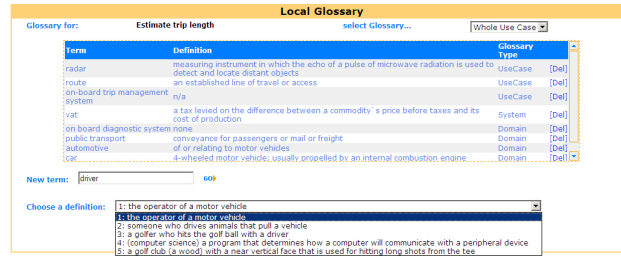 Local Glossary
Glossary for: Estimate trip length select Glossary... Whole Use Case
Term Definition Glossary Type
radar measuring instrument in which the echo of a pulse of microwave radiation is used to detect and locate distant objects UseCase [Del]
route an established line of travel or access UseCase [Del]
on-board trip management system n/a UseCase [Del]
vat a tax levied on the difference between a commodity`s price before taxes and its cost of production System [Del]
on board diagnostic system none Domain [Del]
public transport conveyance for passengers or mail or freight Domain [Del]
automotive of or relating to motor vehicles Domain [Del]
car 4-wheeled motor vehicle; usually propelled by an internal combustion engine Domain [Del]
New term: driver GO
Choose a definition: 1: the operator of a motor vehicle
1: the operator of a motor vehicle
2: someone who drives animals that pull a vehicle
3: a golfer who hits the golf ball with a driver
4: (computer science) a program that determines how a computer will communicate with a peripheral device
5: a golf club (a wood) with a near vertical face that is used for hitting long shots from the tee